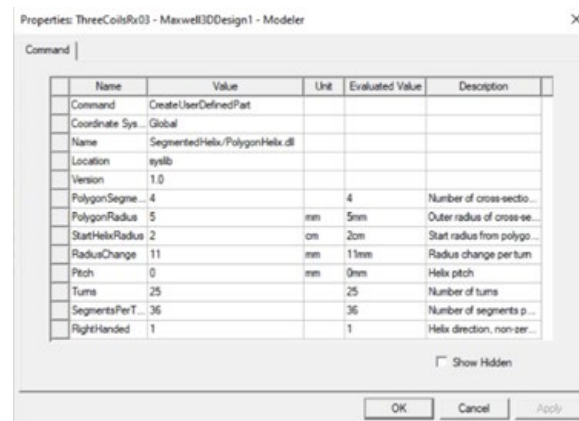 Properties: ThreeCoilsRx03 - Maxwell3DDesign1 - Modeler X
Command
Name Value Unit Evaluated Value Description
Command CreateUserDefinedPart
Coordinate Sys... Global
Name SegmentedHelix/PolygonHelix.dll
Location syslib
Version 1.0
PolygonSegme... 4 4 Number of cross-sectio...
PolygonRadius 5 mm 5mm Outer radius of cross-se...
StartHelixRadius 2 cm 2cm Start radius from polygo...
RadiusChange 11 mm 11mm Radius change per turn
Pitch 0 mm 0mm Helix pitch
Turns 25 25 Number of turns
SegmentsPerT... 36 36 Number of segments p...
RightHanded 1 1 Helix direction, non-zer...
Show Hidden
OK Cancel Apply